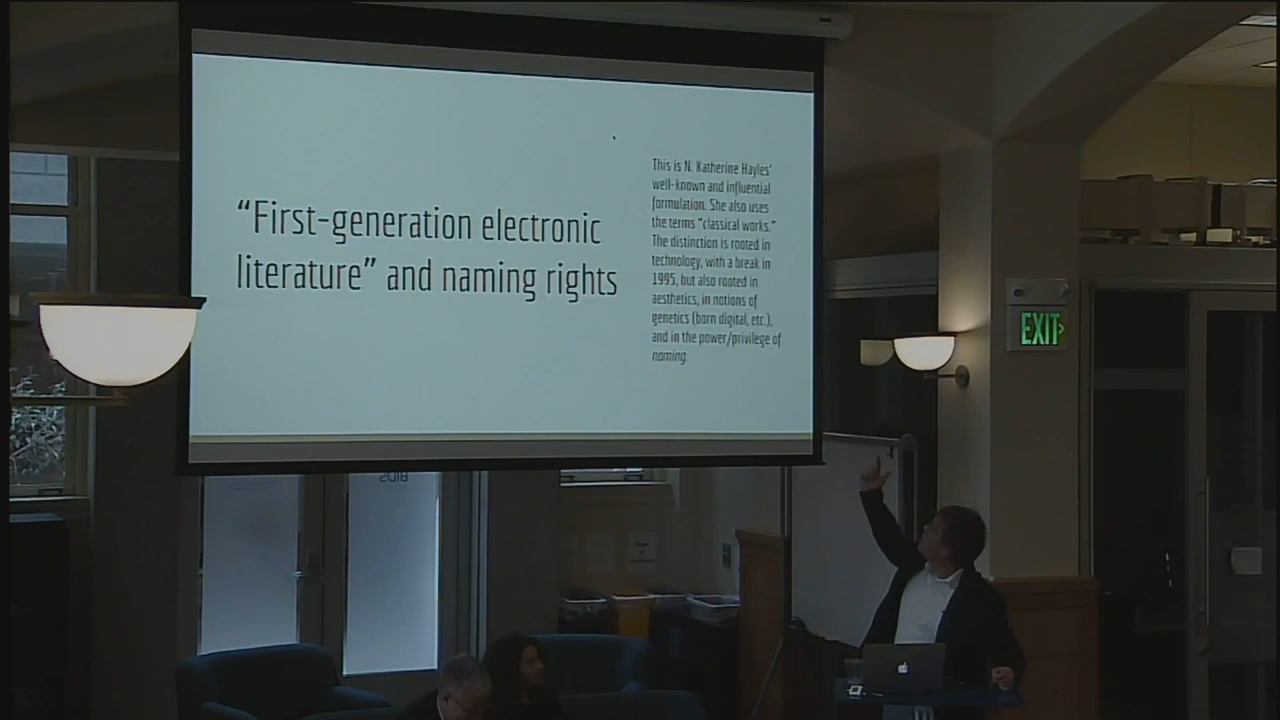 “First-generation electronic
literature” and naming rights
This is N. Katherine Hayles’
well-known and influential
formulation. She also uses
the terms “classical works.”
The distinction is rooted in
technology, with a break in
1995, but also rooted in
aesthetics, in notions of
genetics (born digital, etc.),
and in the power/privilege of
naming.
EXIT
BIDS